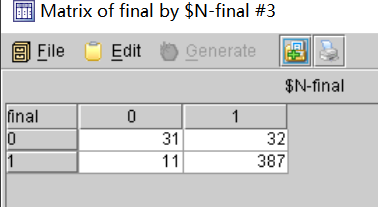 Matrix of final by $N-final #3
File Edit Generate
$N-final
final 0 1
0 31 32
1 11 387